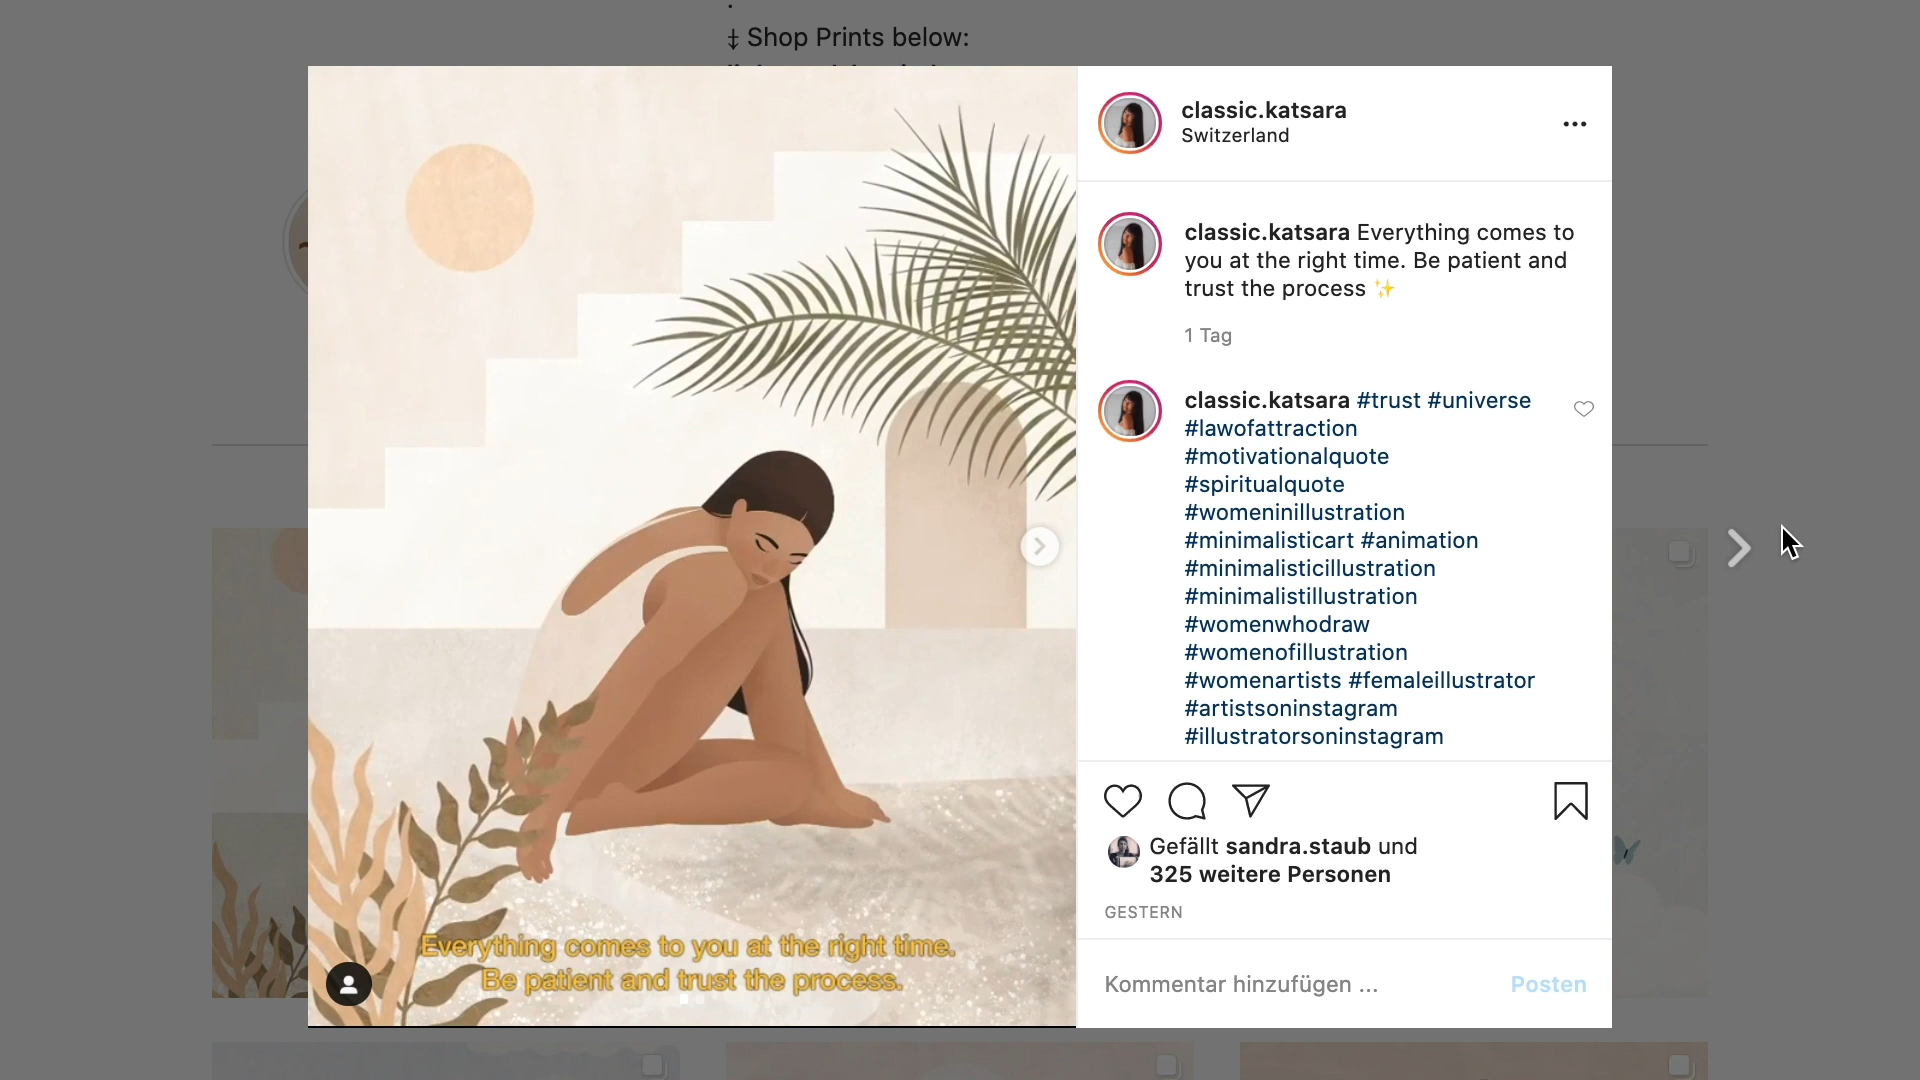 ‡ Shop Prints below:
classic.katsara
Switzerland
classic.katsara Everything comes to
you at the right time. Be patient and
trust the process ✨
1 Tag
classic.katsara #trust #universe
#lawofattraction
#motivationalquote
#spiritualquote
#womeninillustration
#minimalisticart #animation
#minimalisticillustration
#minimalistillustration
#womenwhodraw
#womenofillustration
#womenartists #femaleillustrator
#artistsoninstagram
#illustratorsoninstagram
Gefällt sandra.staub und
325 weitere Personen
GESTERN
Kommentar hinzufügen ...
Posten
Everything comes to you at the right time.
Be patient and trust the process.